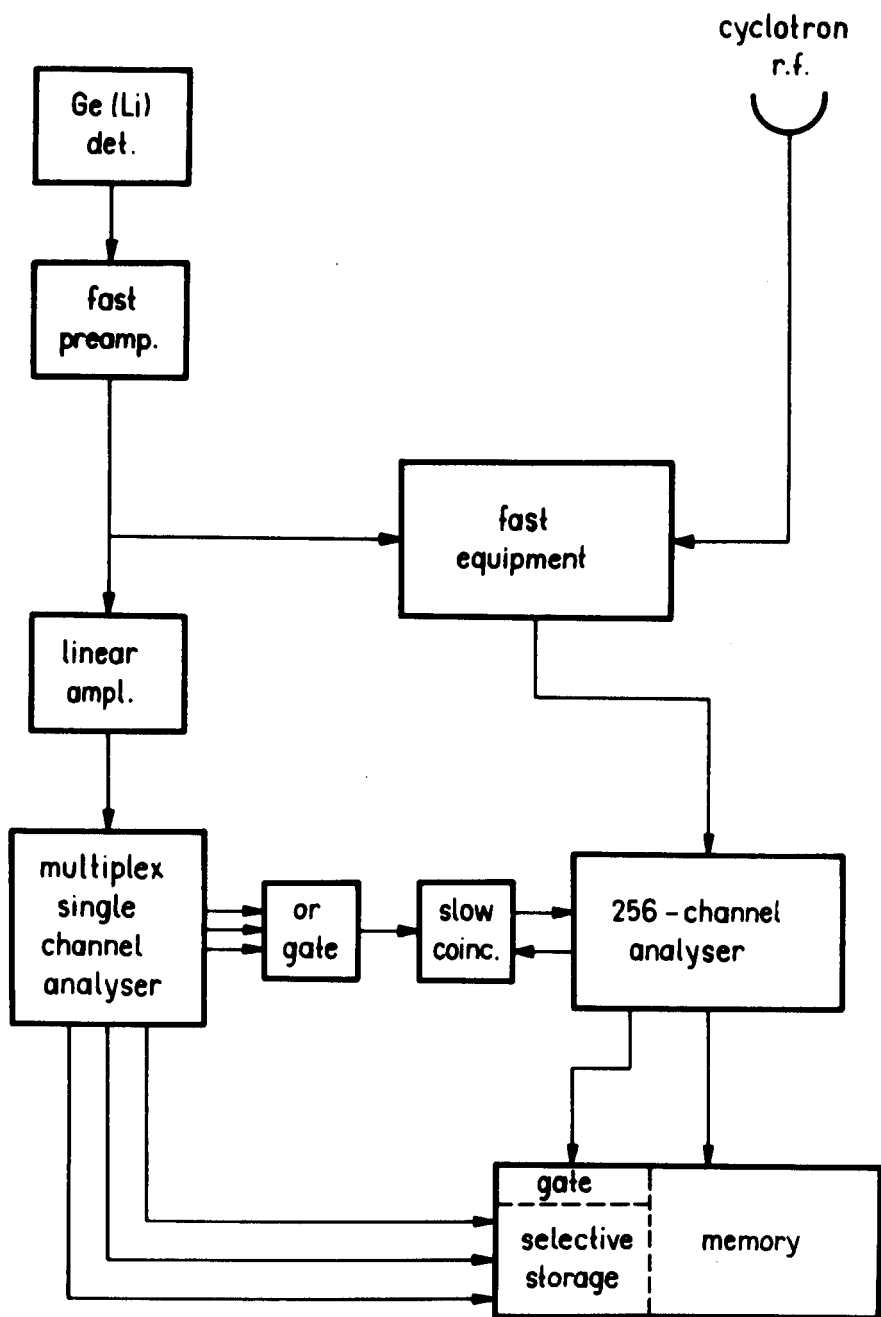 cyclotron
r.f.
Ge (Li)
det.
fast
preamp.
fast
equipment
linear
ampl.
multiplex
single
channel
analyser
or
gate
slow
coinc.
256 - channel
analyser
gate
selective
storage
memory